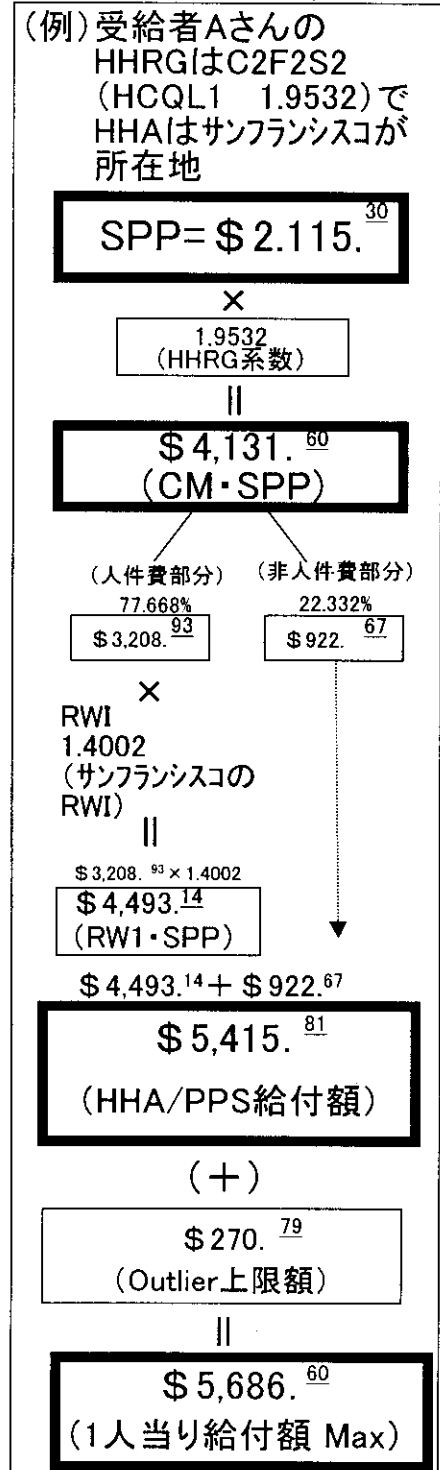 (例)受給者Aさんの
HHRGはC2F2S2
(HCQL1 1.9532)で
HHAはサンフランシスコが
所在地
SPP=$2.115.30
×
1.9532
(HHRG系数)
||
$4,131.60
(CM・SPP)
(人件費部分) (非人件費部分)
77.668% 22.332%
$3,208.93 $922.67
×
RWI
1.4002
(サンフランシスコの
RWI)
||
$3,208.93×1.4002
$4,493.14
(RW1・SPP)
$4,493.14+$922.67
$5,415.81
(HHA/PPS給付額)
(+)
$270.79
(Outlier上限額)
||
$5,686.60
(1人当り給付額 Max)